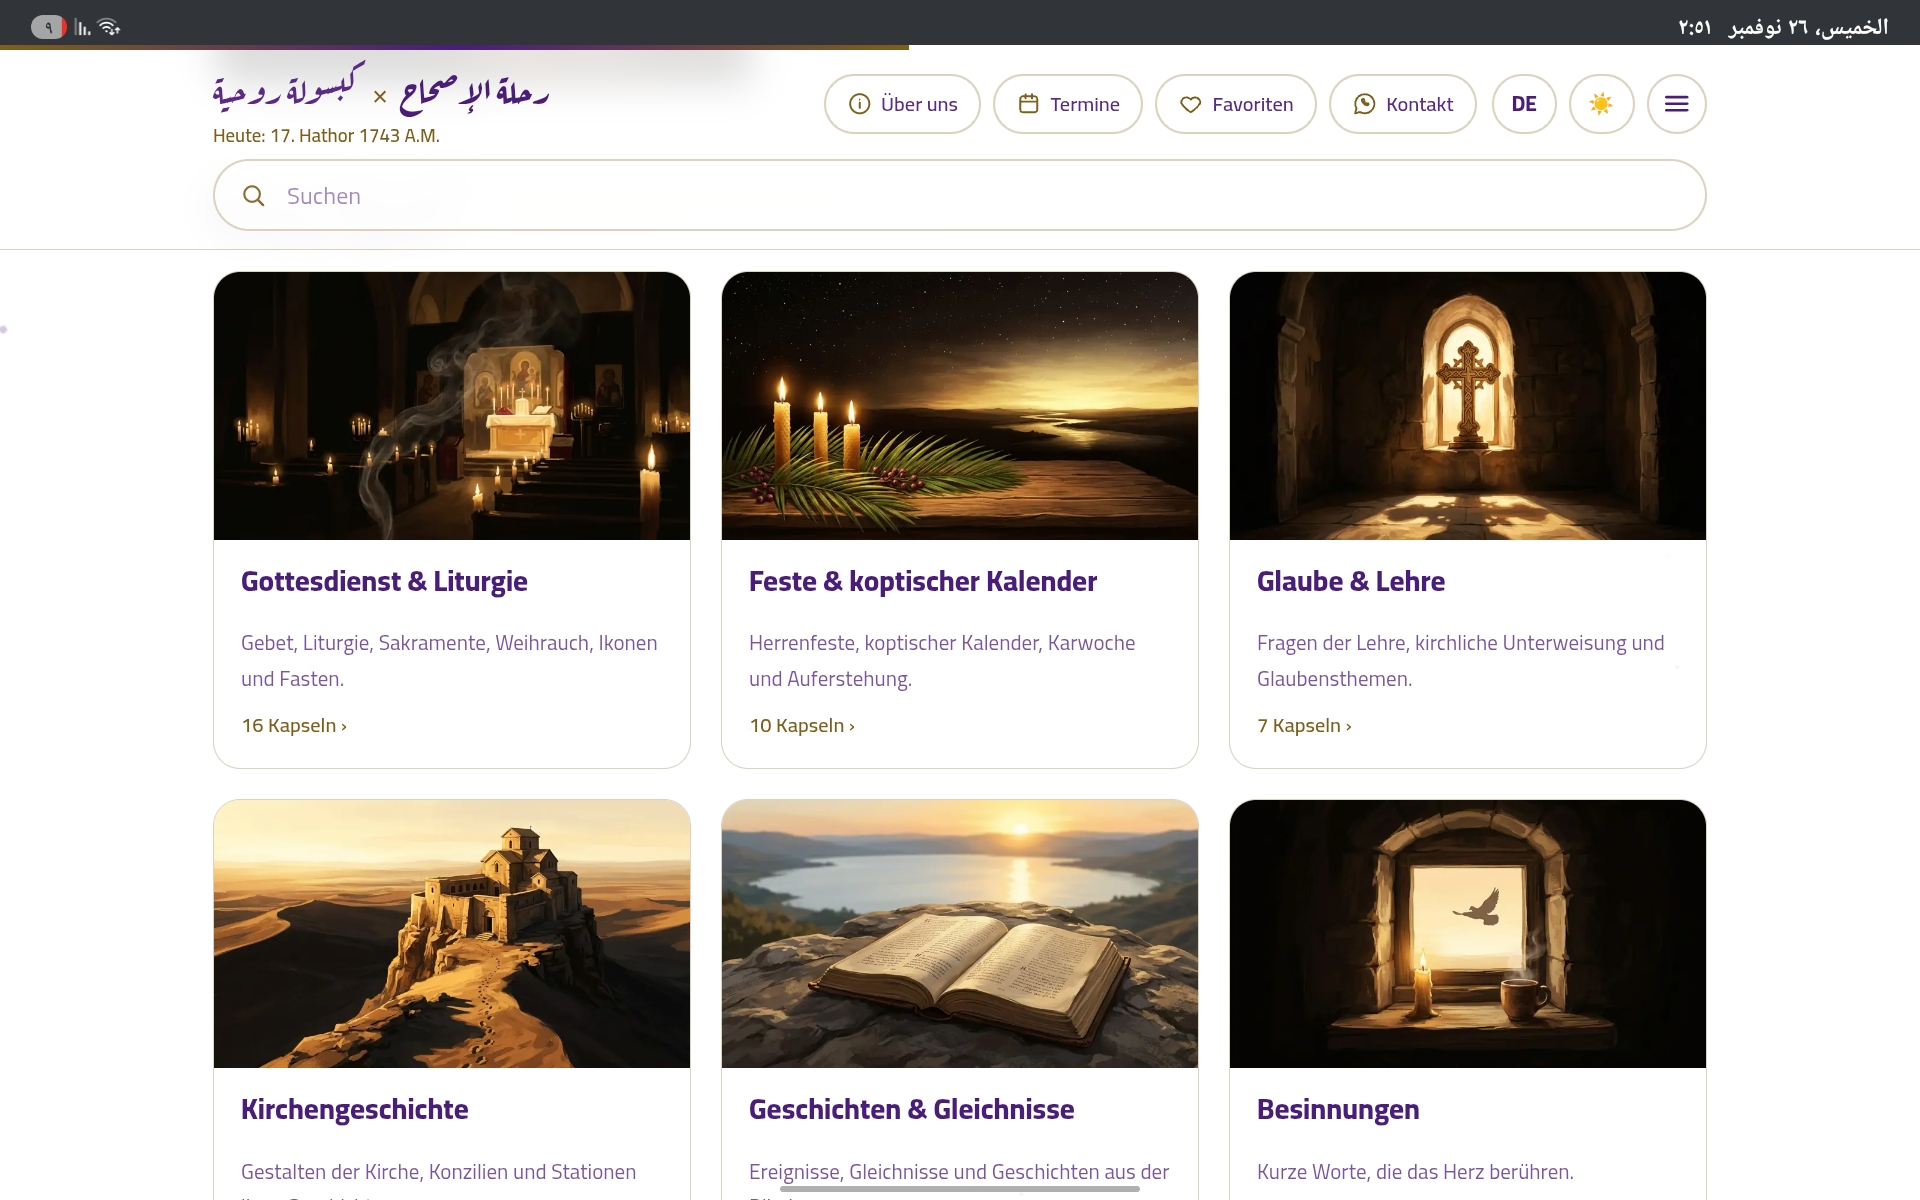 الخميس، ٢٦ نوفمبر ٢:٥١
٩
كبسولة روحية × رحلة الإصحاح
Heute: 17. Hathor 1743 A.M.
Über uns
Termine
Favoriten
Kontakt
DE
Suchen
Gottesdienst & Liturgie
Gebet, Liturgie, Sakramente, Weihrauch, Ikonen
und Fasten.
16 Kapseln ›
Feste & koptischer Kalender
Herrenfeste, koptischer Kalender, Karwoche
und Auferstehung.
10 Kapseln ›
Glaube & Lehre
Fragen der Lehre, kirchliche Unterweisung und
Glaubensthemen.
7 Kapseln ›
Kirchengeschichte
Gestalten der Kirche, Konzilien und Stationen
Geschichten & Gleichnisse
Ereignisse, Gleichnisse und Geschichten aus der
Besinnungen
Kurze Worte, die das Herz berühren.